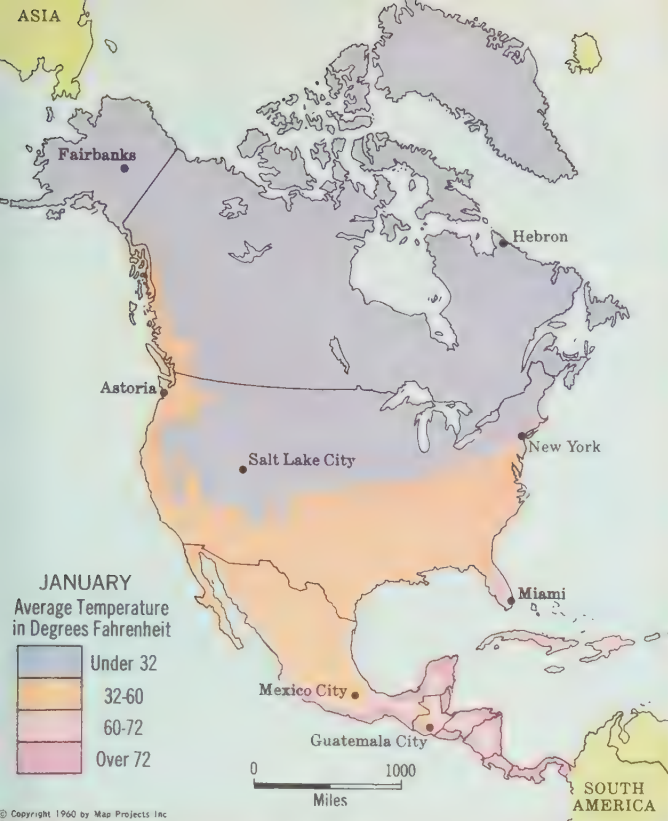 ASIA
Fairbanks
Hebron
Astoria
New York
Salt Lake City
JANUARY
Average Temperature
in Degrees Fahrenheit
Under 32
32-60
60-72
Over 72
Miami
Mexico City
Guatemala City
0 1000
Miles
SOUTH
AMERICA
© Copyright 1960 by Map Projects Inc